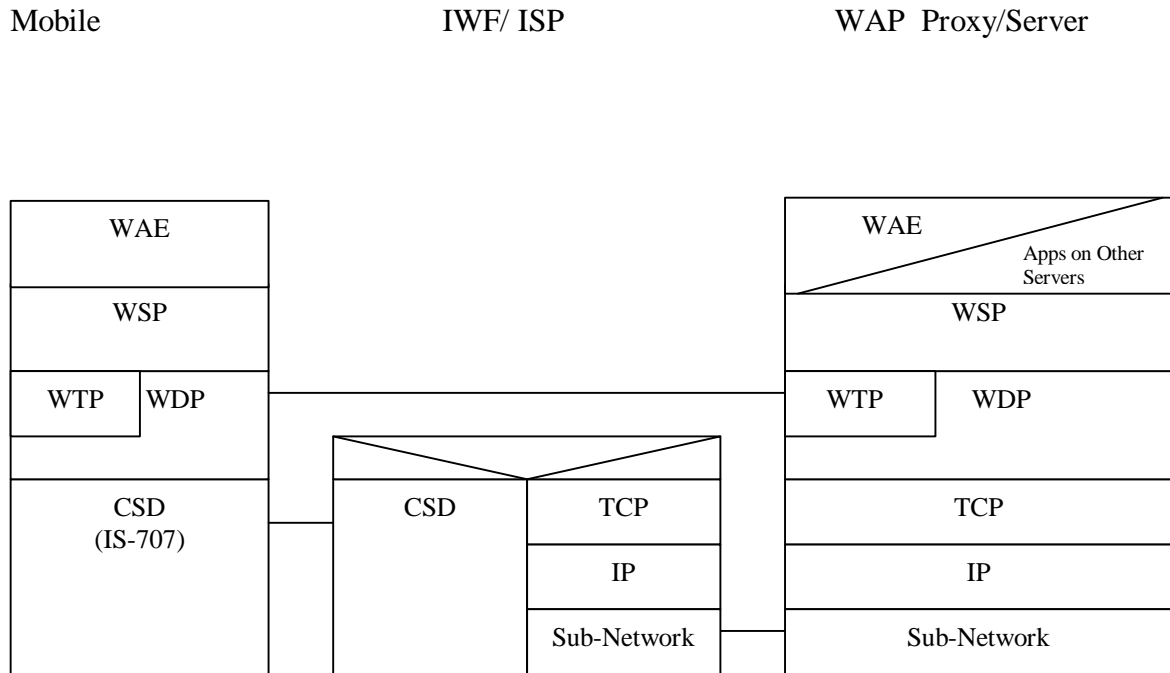 Mobile
IWF/ ISP
WAP Proxy/Server
WAE
WSP
WTP
WDP
CSD
(IS-707)
CSD
TCP
IP
Sub-Network
WAE
Apps on Other
Servers
WSP
WTP
WDP
TCP
IP
Sub-Network